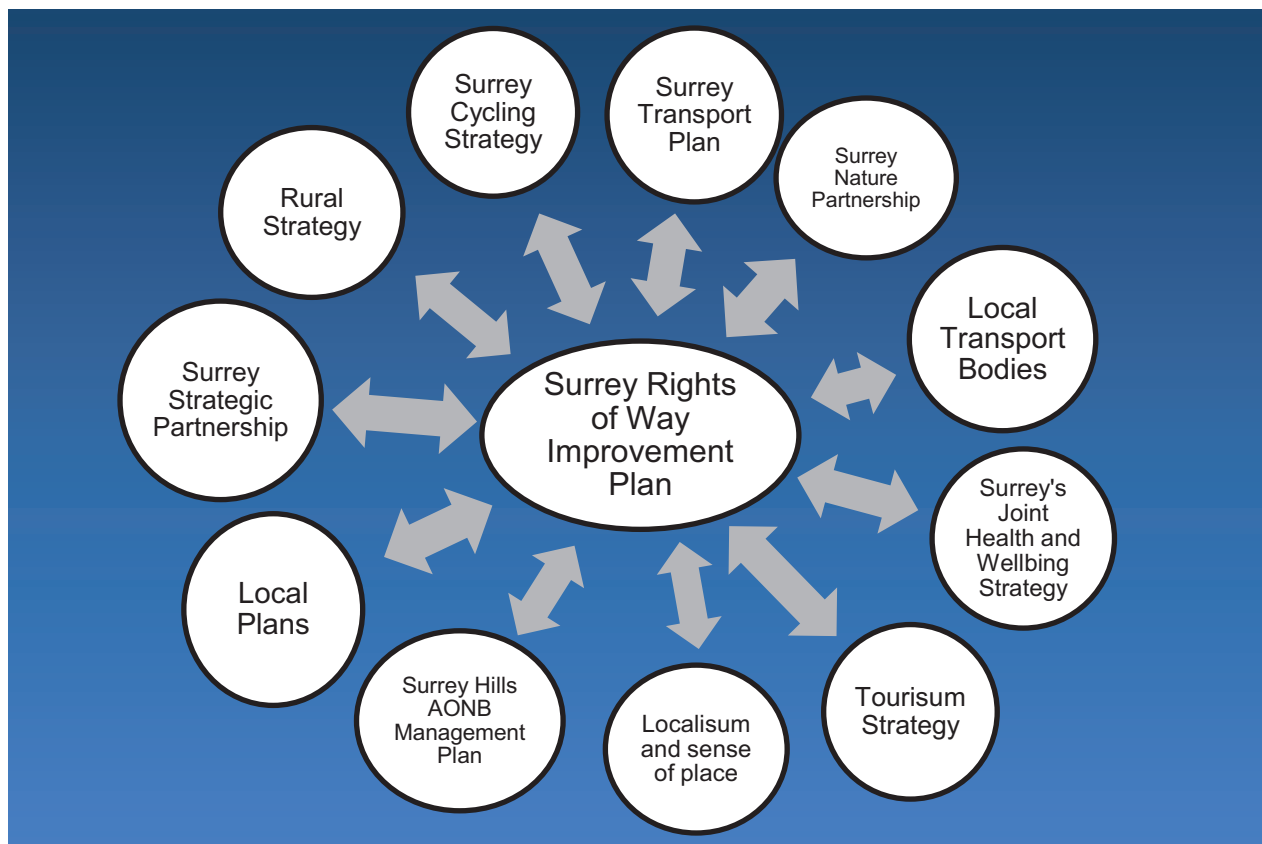 Surrey
Cycling
Strategy
Surrey
Transport
Plan
Surrey
Nature
Partnership
Rural
Strategy
Local
Transport
Bodies
Surrey
Strategic
Partnership
Surrey Rights
of Way
Improvement
Plan
Surrey's
Joint
Health and
Wellbing
Strategy
Local
Plans
Surrey Hills
AONB
Management
Plan
Localisum
and sense
of place
Tourisum
Strategy